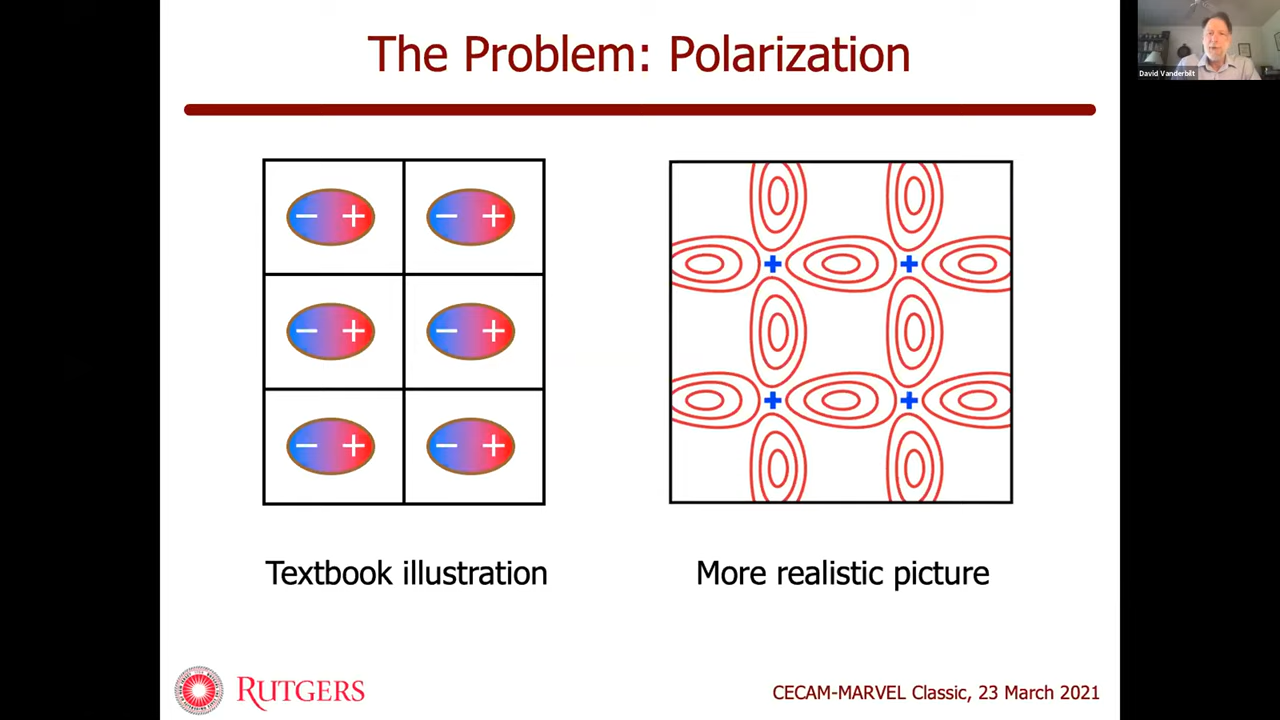 The Problem: Polarization
David Vanderbilt
− + − +
− + − +
− + − +
+ +
+ +
Textbook illustration
More realistic picture
RUTGERS
CECAM-MARVEL Classic, 23 March 2021